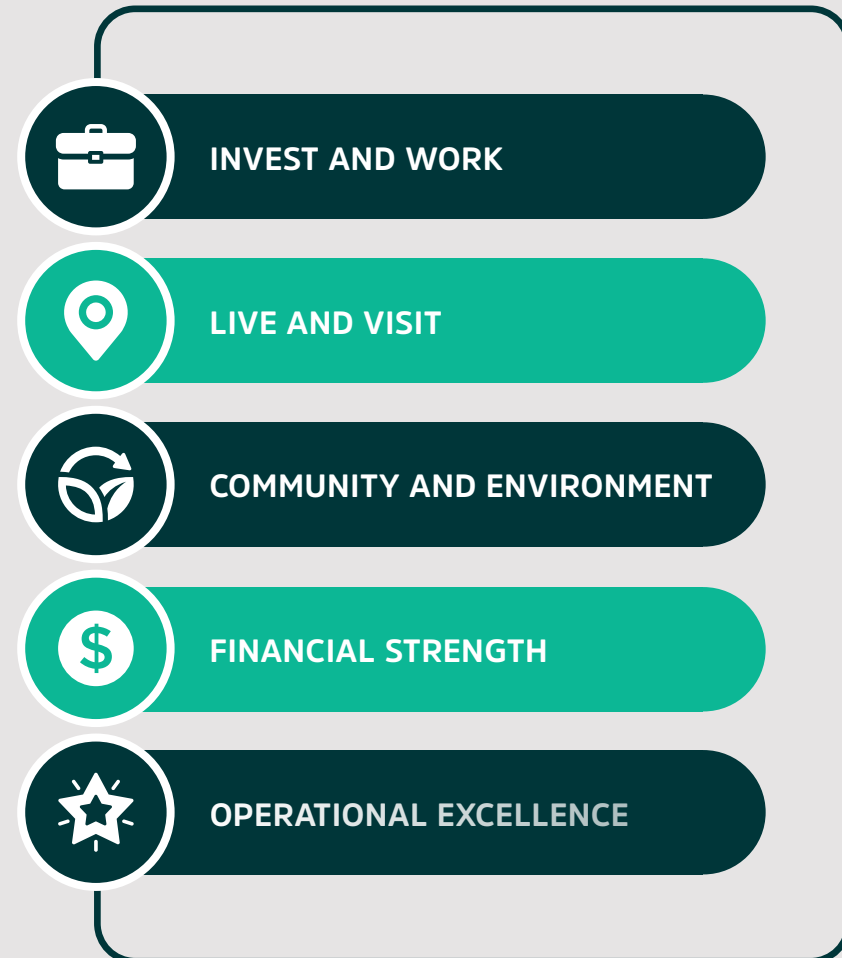 INVEST AND WORK
LIVE AND VISIT
COMMUNITY AND ENVIRONMENT
$
FINANCIAL STRENGTH
OPERATIONAL EXCELLENCE